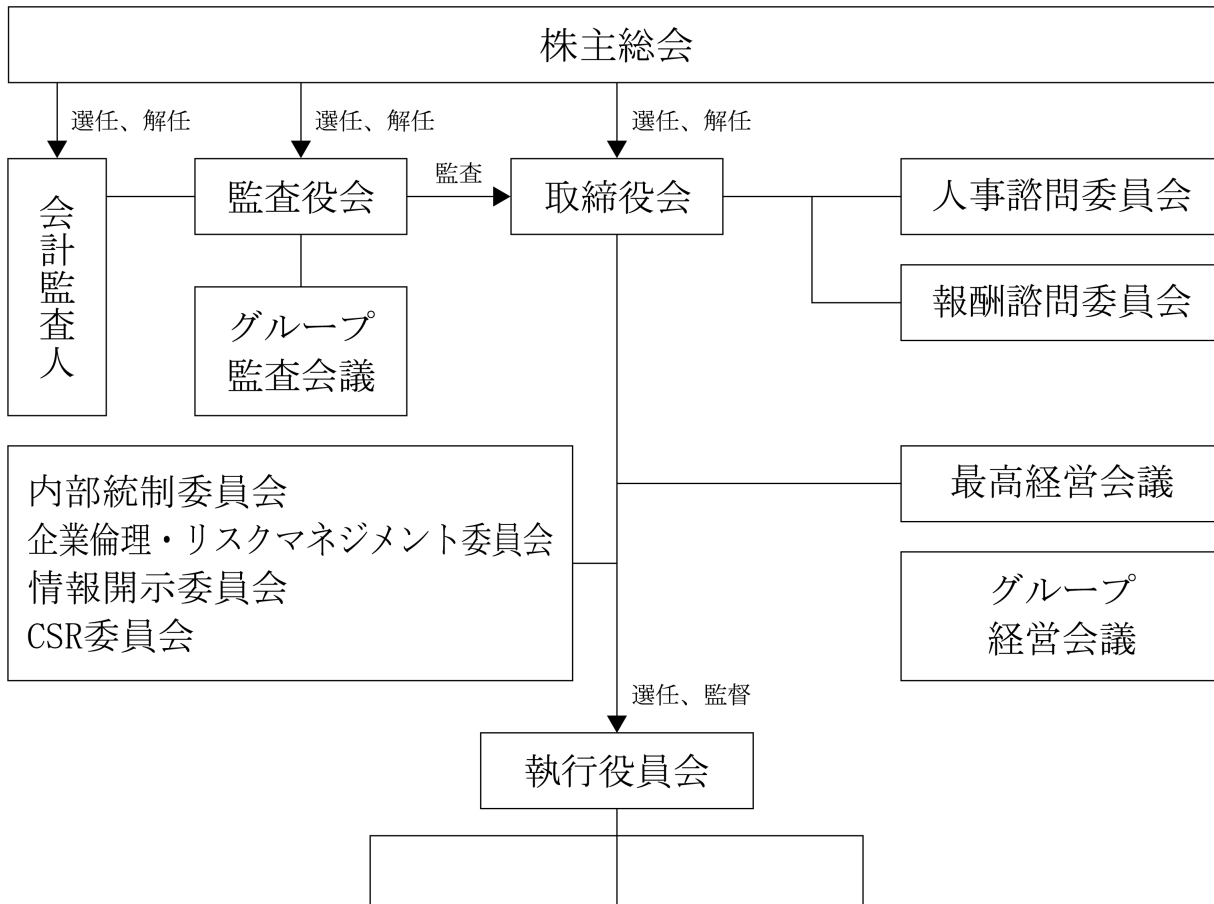 株主総会
選任、解任
選任、解任
選任、解任
会計監査人
監査役会
監査
取締役会
人事諮問委員会
報酬諮問委員会
グループ
監査会議
内部統制委員会
企業倫理・リスクマネジメント委員会
情報開示委員会
CSR委員会
最高経営会議
グループ
経営会議
選任、監督
執行役員会